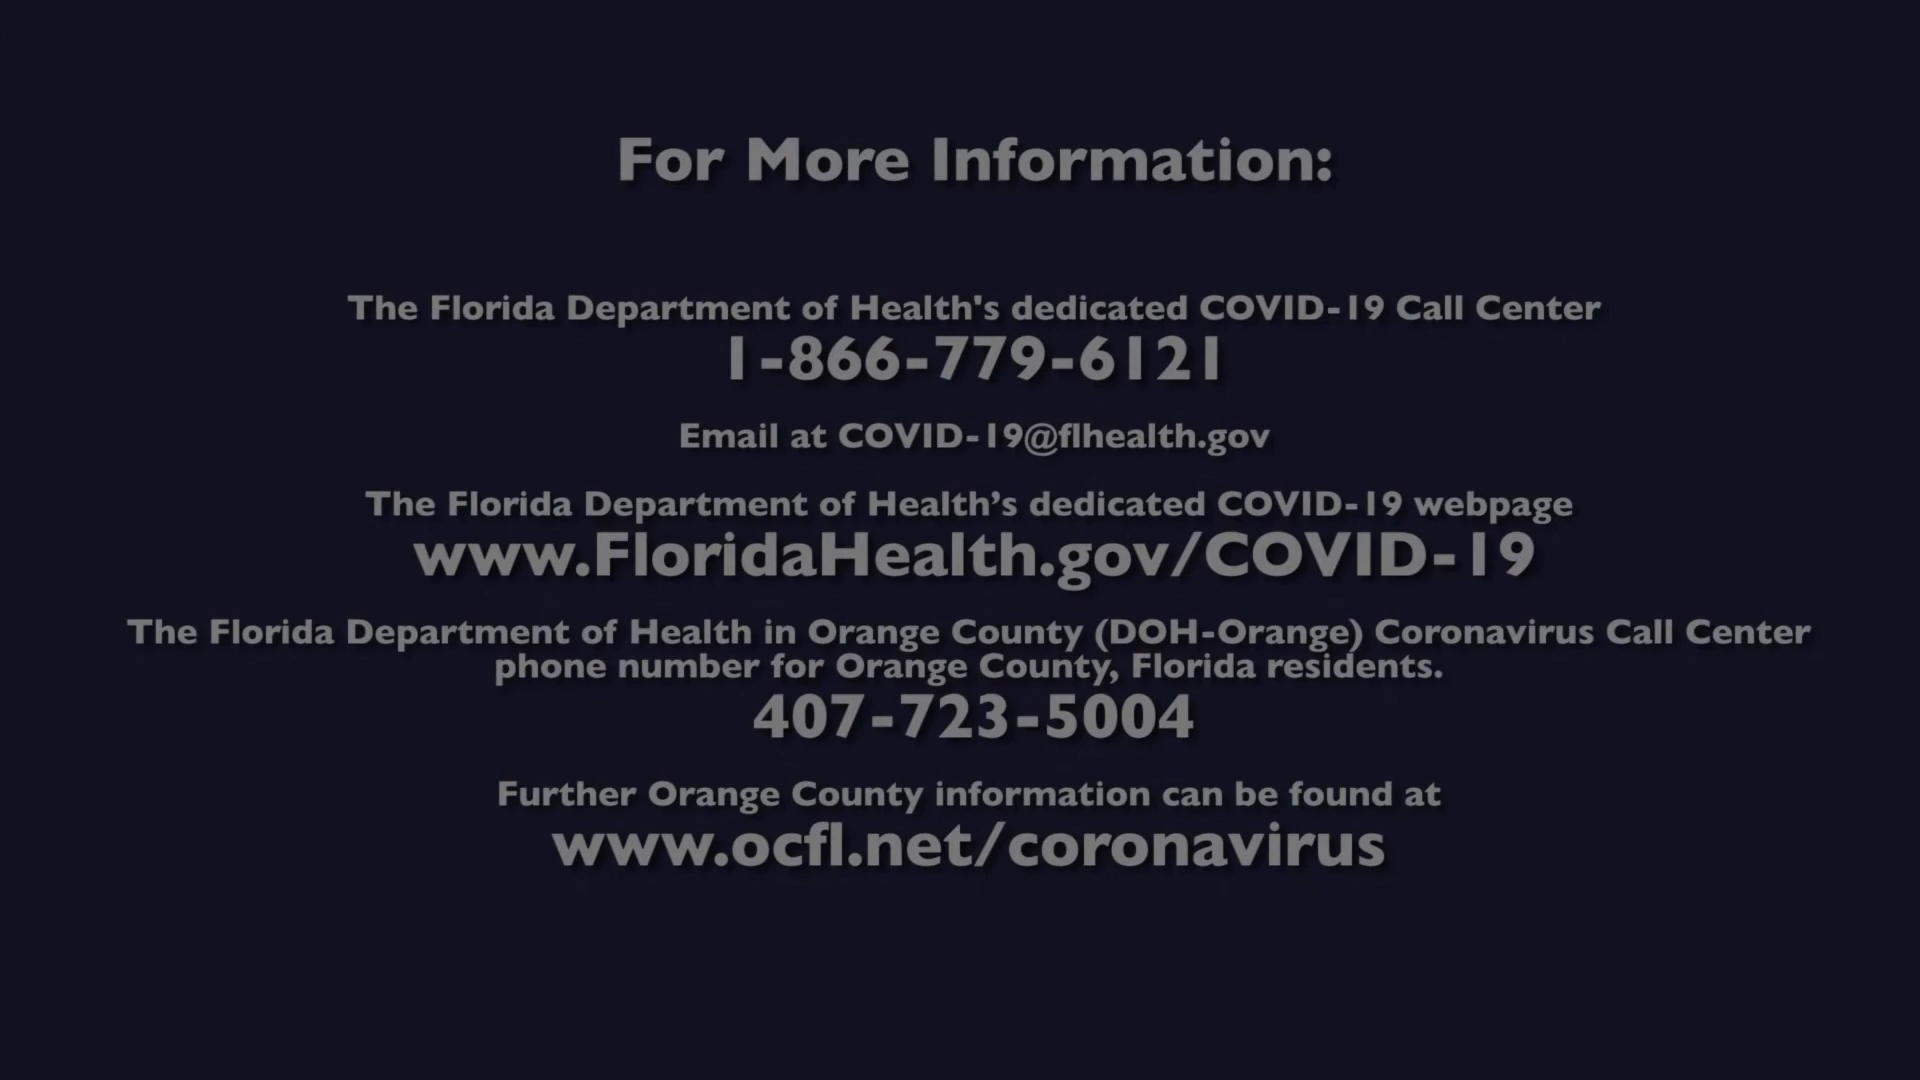 For More Information:
The Florida Department of Health's dedicated COVID-19 Call Center
1-866-779-6121
Email at COVID-19@flhealth.gov
The Florida Department of Health’s dedicated COVID-19 webpage
www.FloridaHealth.gov/COVID-19
The Florida Department of Health in Orange County (DOH-Orange) Coronavirus Call Center
phone number for Orange County, Florida residents.
407-723-5004
Further Orange County information can be found at
www.ocfl.net/coronavirus